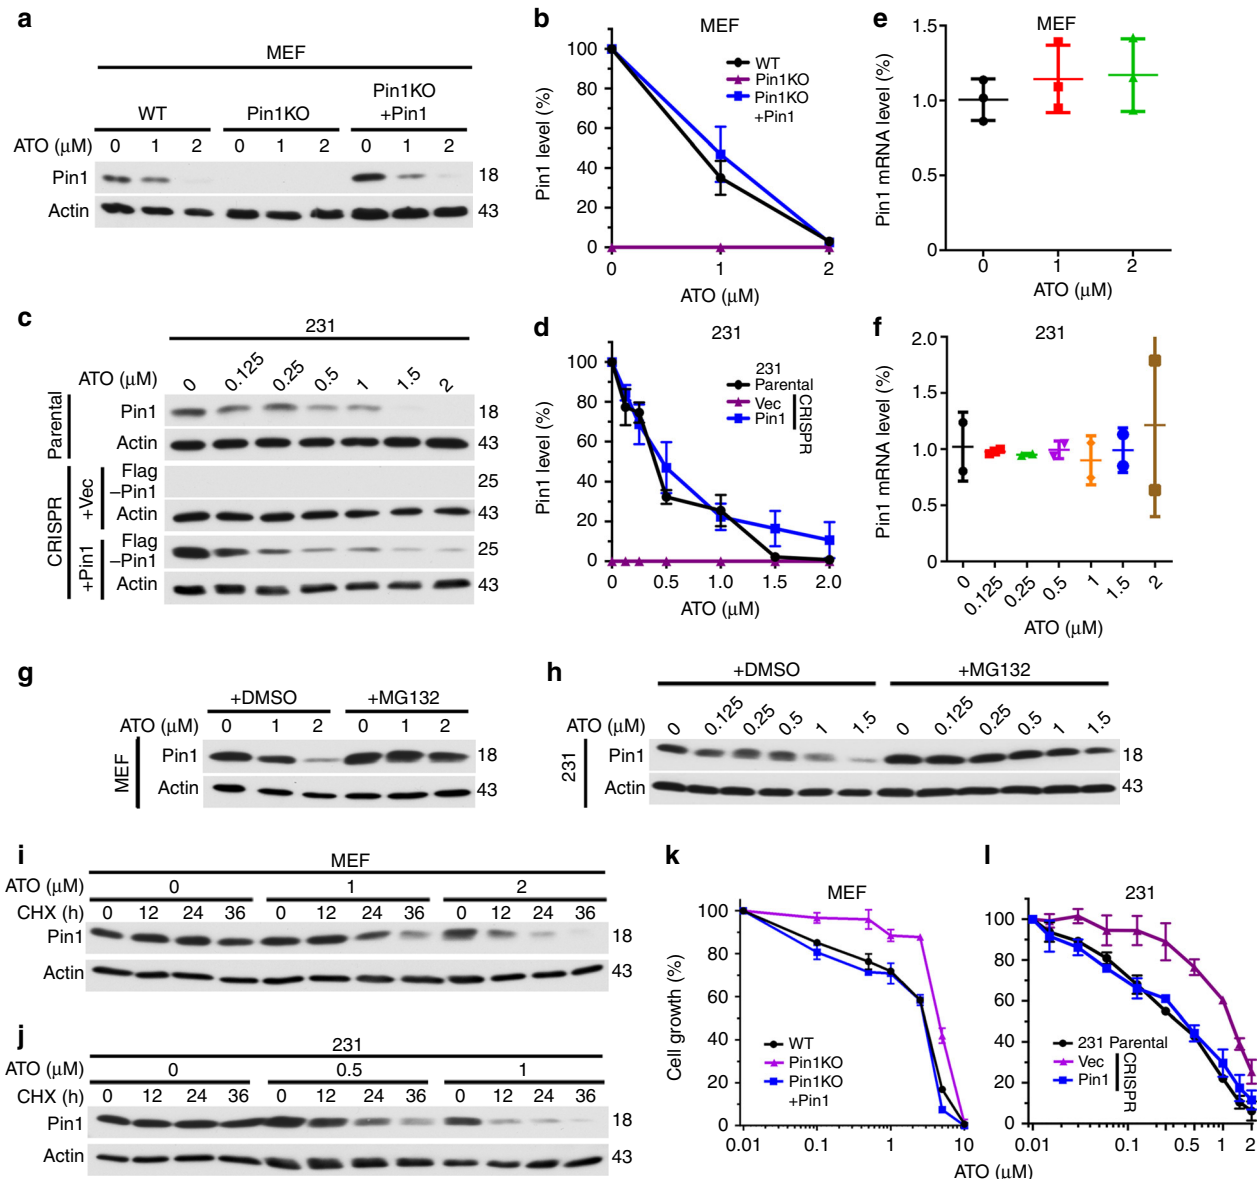 a
MEF
WT
Pin1KO
Pin1KO
+Pin1
ATO (μM) 0 1 2 0 1 2 0 1 2
Pin1 18
Actin 43
b
MEF
Pin1 level (%)
100
80
60
40
20
0
0 1 2
ATO (μM)
WT
Pin1KO
Pin1KO
+Pin1
e
MEF
Pin1 mRNA level (%)
1.5
1.0
0.5
0
0 1 2
ATO (μM)
c
231
ATO (μM) 0 0.125 0.25 0.5 1 1.5 2
Parental
Pin1 18
Actin 43
CRISPR
+Vec
Flag
–Pin1 25
Actin 43
+Pin1
Flag
–Pin1 25
Actin 43
d
231
Pin1 level (%)
100
80
60
40
20
0
0 0.5 1.0 1.5 2.0
ATO (μM)
231
Parental
Vec
Pin1
CRISPR
f
231
Pin1 mRNA level (%)
2.0
1.5
1.0
0.5
0
0 0.125 0.25 0.5 1 1.5 2
ATO (μM)
g
+DMSO +MG132
ATO (μM) 0 1 2 0 1 2
MEF
Pin1 18
Actin 43
h
+DMSO +MG132
ATO (μM) 0 0.125 0.25 0.5 1 1.5 0 0.125 0.25 0.5 1 1.5
231
Pin1 18
Actin 43
i
MEF
ATO (μM) 0 1 2
CHX (h) 0 12 24 36 0 12 24 36 0 12 24 36
Pin1 18
Actin 43
j
231
ATO (μM) 0 0.5 1
CHX (h) 0 12 24 36 0 12 24 36 0 12 24 36
Pin1 18
Actin 43
k
MEF
Cell growth (%)
100
80
60
40
20
0
0.01 0.1 1 10
WT
Pin1KO
Pin1KO
+Pin1
l
231
100
80
60
40
20
0
0.01 0.1 0.5 1 2
231 Parental
Vec
Pin1
CRISPR
ATO (μM)